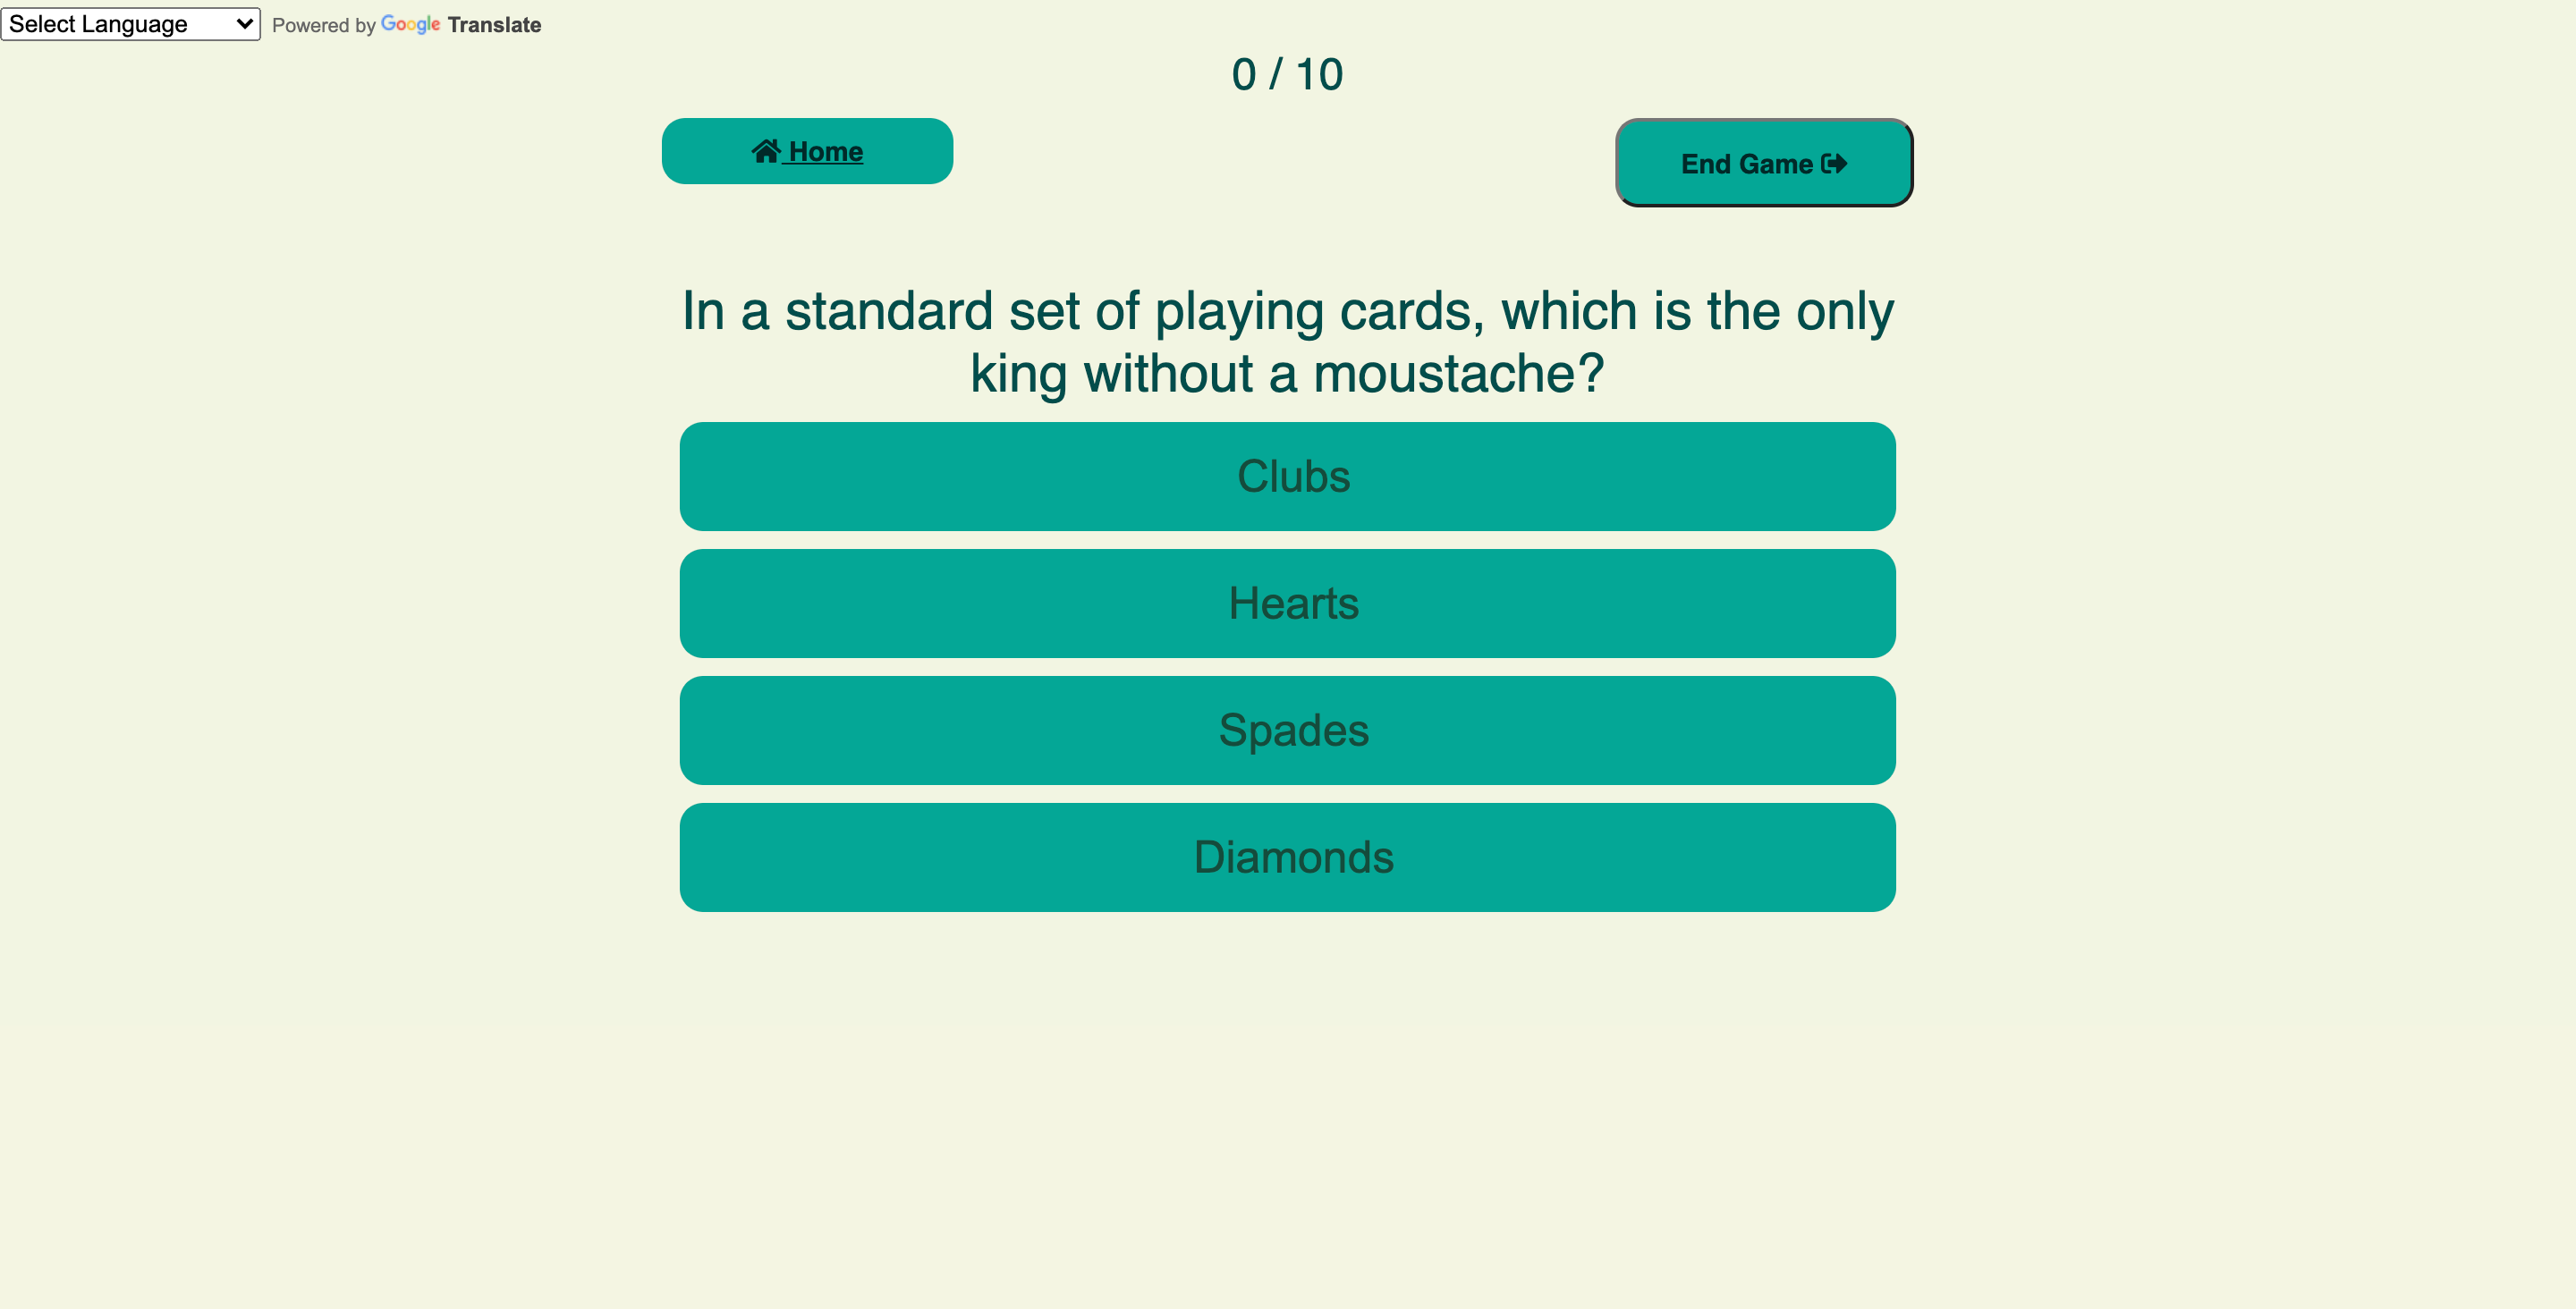 Select Language Powered by Google Translate
0 / 10
Home
End Game
In a standard set of playing cards, which is the only
king without a moustache?
Clubs
Hearts
Spades
Diamonds